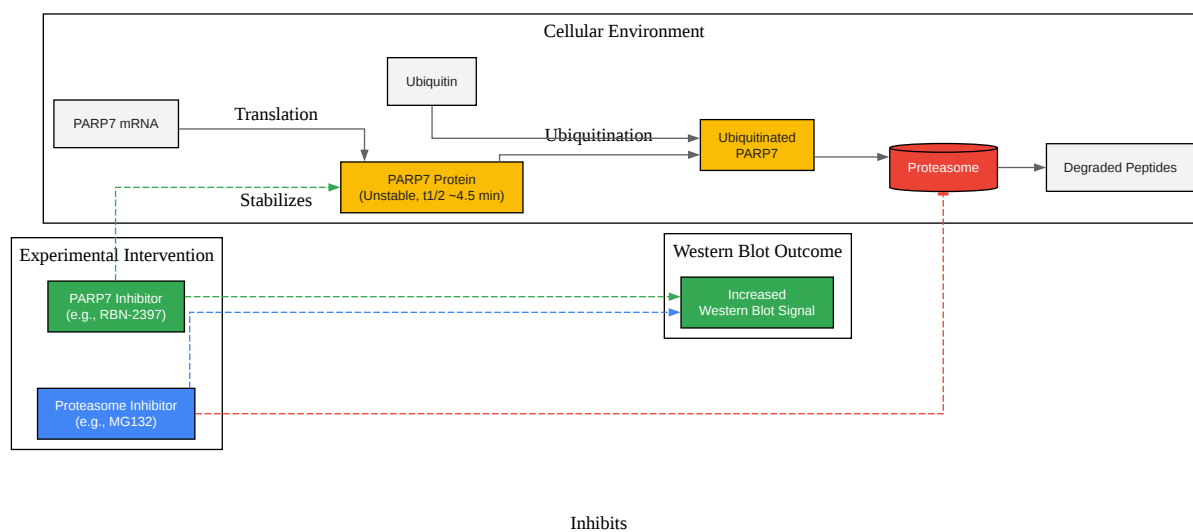 Cellular Environment
Ubiquitin
PARP7 mRNA
Translation
Ubiquitination
Ubiquitinated
PARP7
Proteasome
Degraded Peptides
PARP7 Protein
(Unstable, t1/2 ~4.5 min)
Stabilizes
Experimental Intervention
PARP7 Inhibitor
(e.g., RBN-2397)
Proteasome Inhibitor
(e.g., MG132)
Western Blot Outcome
Increased
Western Blot Signal
Inhibits